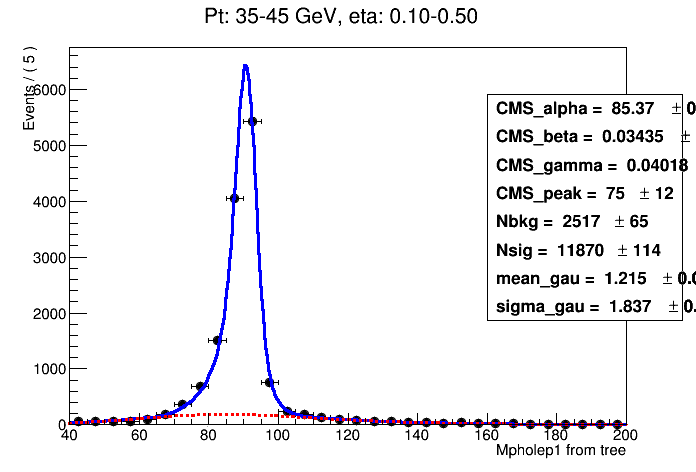 Pt: 35-45 GeV, eta: 0.10-0.50
Events / ( 5 )
6000
5000
4000
3000
2000
1000
0
40 60 80 100 120 140 160 180 200
Mpholep1 from tree
CMS_alpha = 85.37 ± 0
CMS_beta = 0.03435 ±
CMS_gamma = 0.04018
CMS_peak = 75 ± 12
Nbkg = 2517 ± 65
Nsig = 11870 ± 114
mean_gau = 1.215 ± 0.0
sigma_gau = 1.837 ± 0.